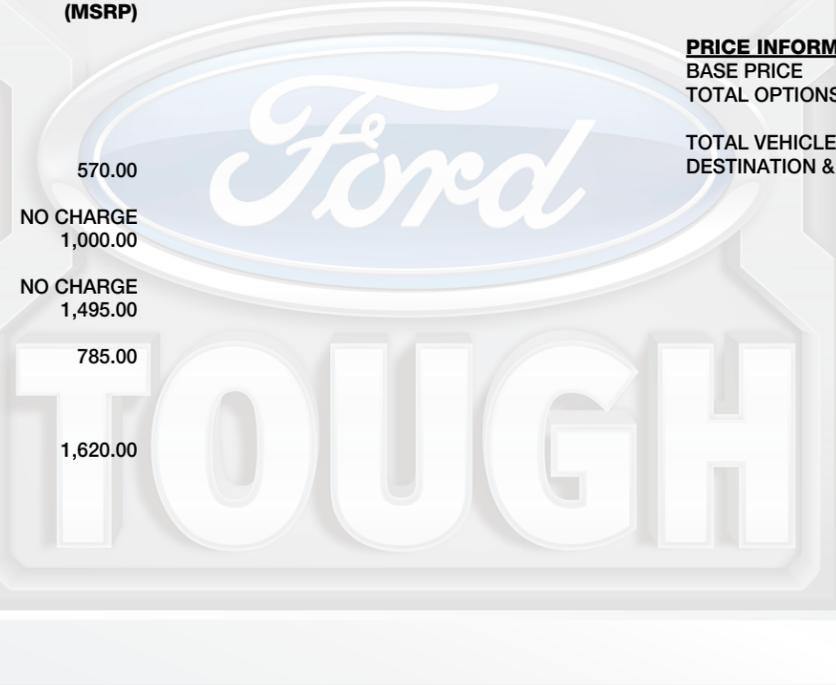 (MSRP)
570.00
NO CHARGE
1,000.00
NO CHARGE
1,495.00
785.00
1,620.00
PRICE INFORM
BASE PRICE
TOTAL OPTIONS
TOTAL VEHICLE
DESTINATION &
Ford
TOUGH